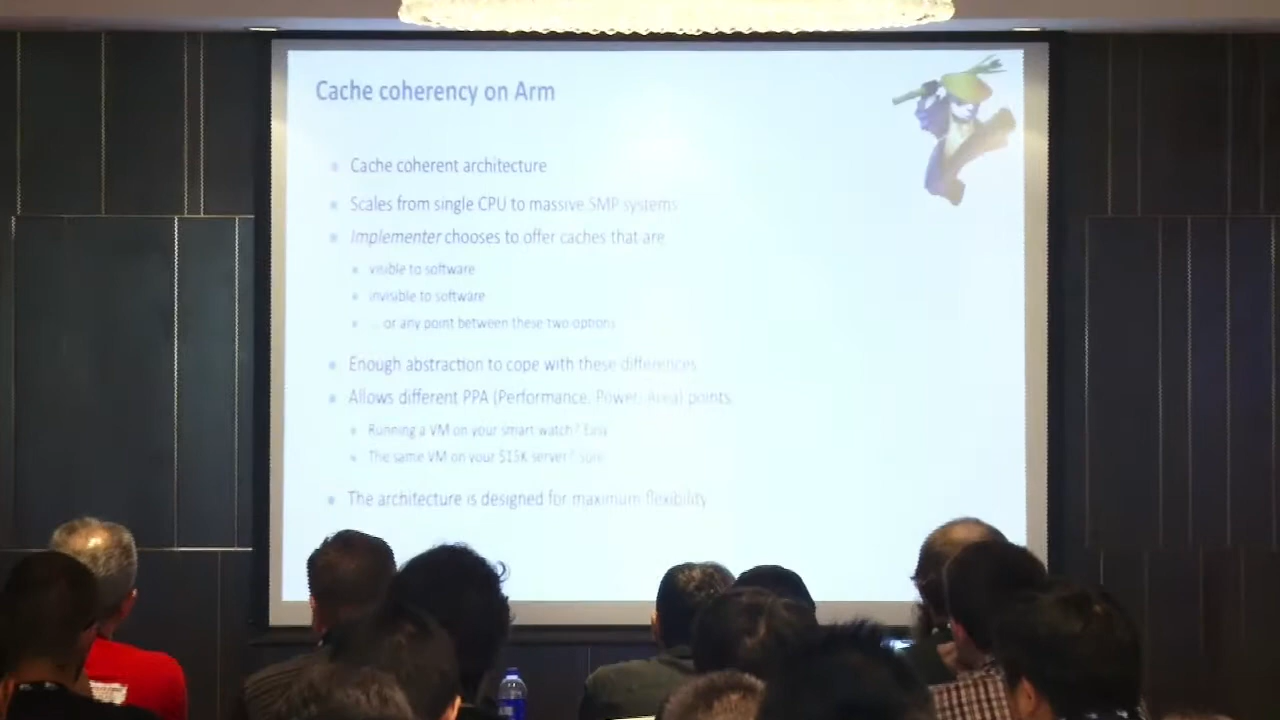 Cache coherency on Arm
Cache coherent architecture
Scales from single CPU to massive SMP systems
Implementer chooses to offer caches that are
visible to software
invisible to software
... or any point between these two options
Enough abstraction to cope with these differences
Allows different PPA (Performance, Power, Area) points
Running a VM on your smart watch? Easy
The same VM on your $15K server? Sure
The architecture is designed for maximum flexibility